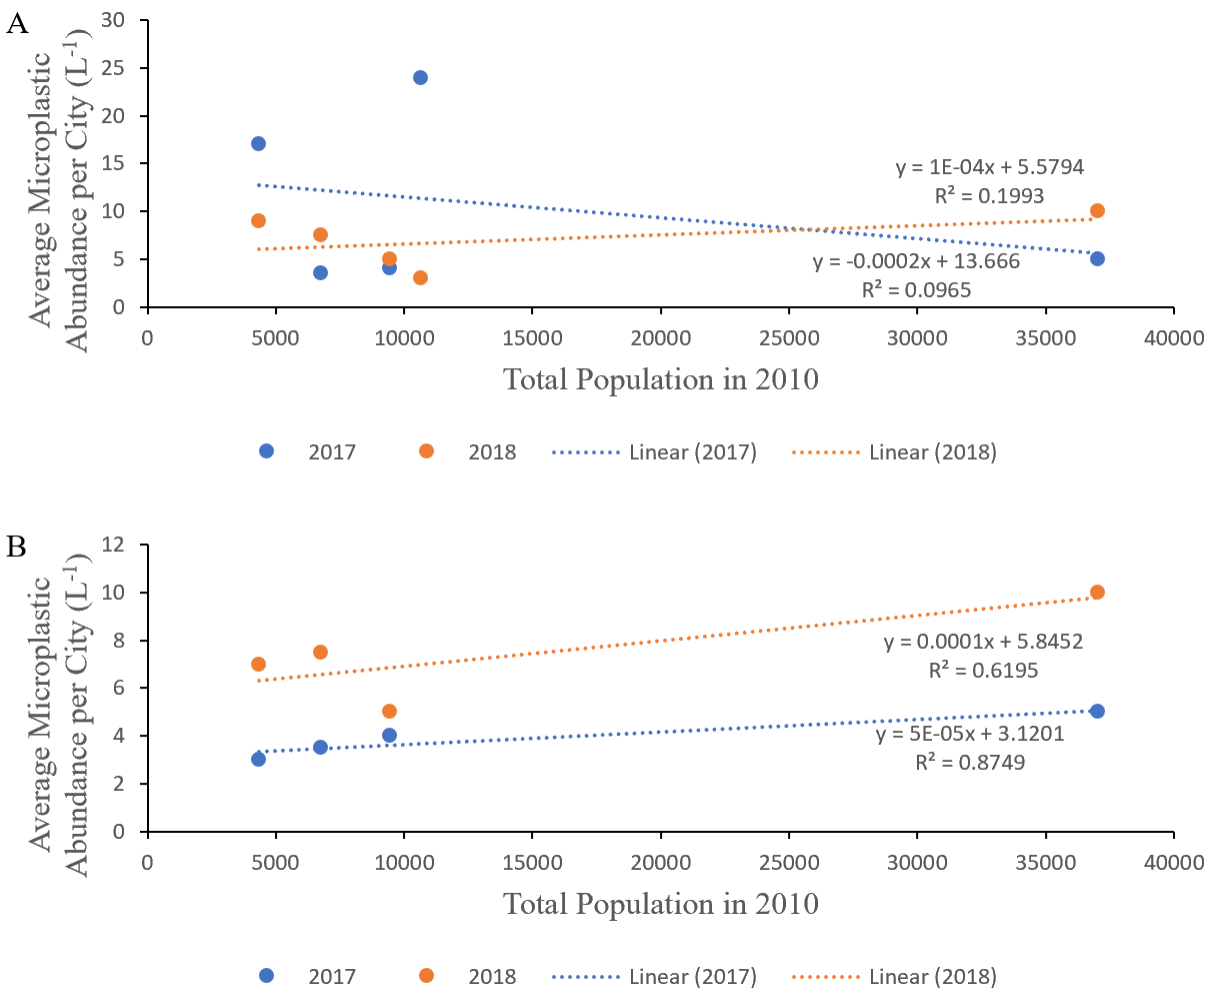 A
Average Microplastic
Abundance per City (L⁻¹)
30
25
20
15
10
5
0
y = 1E-04x + 5.5794
R² = 0.1993
y = -0.0002x + 13.666
R² = 0.0965
0 5000 10000 15000 20000 25000 30000 35000 40000
Total Population in 2010
2017 2018 Linear (2017) Linear (2018)
B
Average Microplastic
Abundance per City (L⁻¹)
12
10
8
6
4
2
0
y = 0.0001x + 5.8452
R² = 0.6195
y = 5E-05x + 3.1201
R² = 0.8749
0 5000 10000 15000 20000 25000 30000 35000 40000
Total Population in 2010
2017 2018 Linear (2017) Linear (2018)